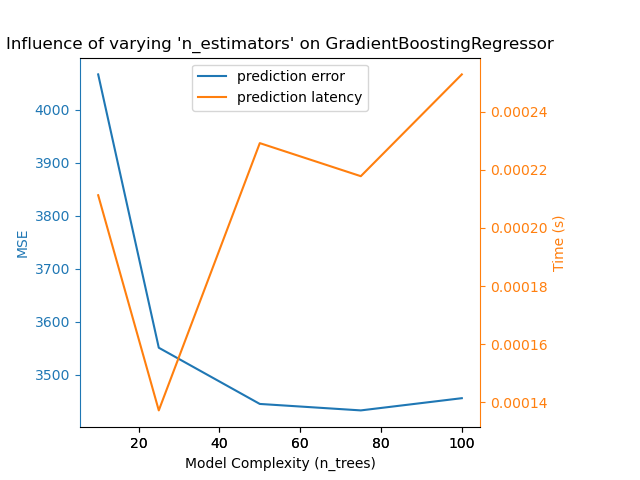 Influence of varying 'n_estimators' on GradientBoostingRegressor
prediction error
prediction latency
4000
3900
3800
3700
3600
3500
MSE
0.00024
0.00022
0.00020
0.00018
0.00016
0.00014
Time (s)
20 40 60 80 100
Model Complexity (n_trees)